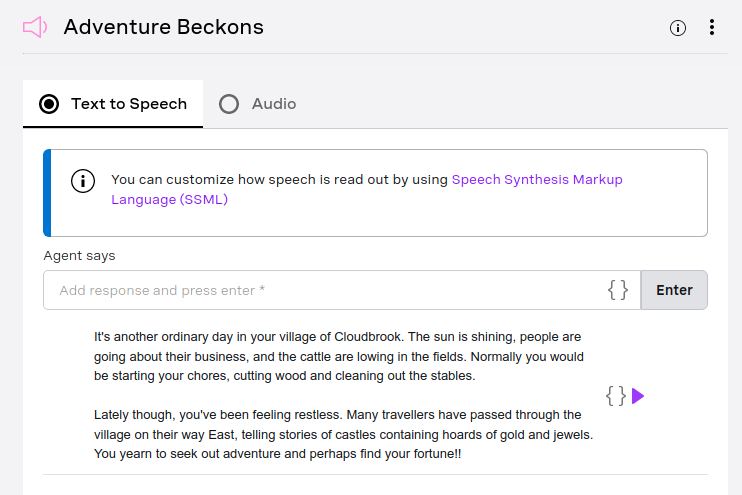 Adventure Beckons
Text to Speech
Audio
You can customize how speech is read out by using Speech Synthesis Markup
Language (SSML)
Agent says
Add response and press enter *
{ }
Enter
It's another ordinary day in your village of Cloudbrook. The sun is shining, people are
going about their business, and the cattle are lowing in the fields. Normally you would
be starting your chores, cutting wood and cleaning out the stables.
{ }
Lately though, you've been feeling restless. Many travellers have passed through the
village on their way East, telling stories of castles containing hoards of gold and jewels.
You yearn to seek out adventure and perhaps find your fortune!!